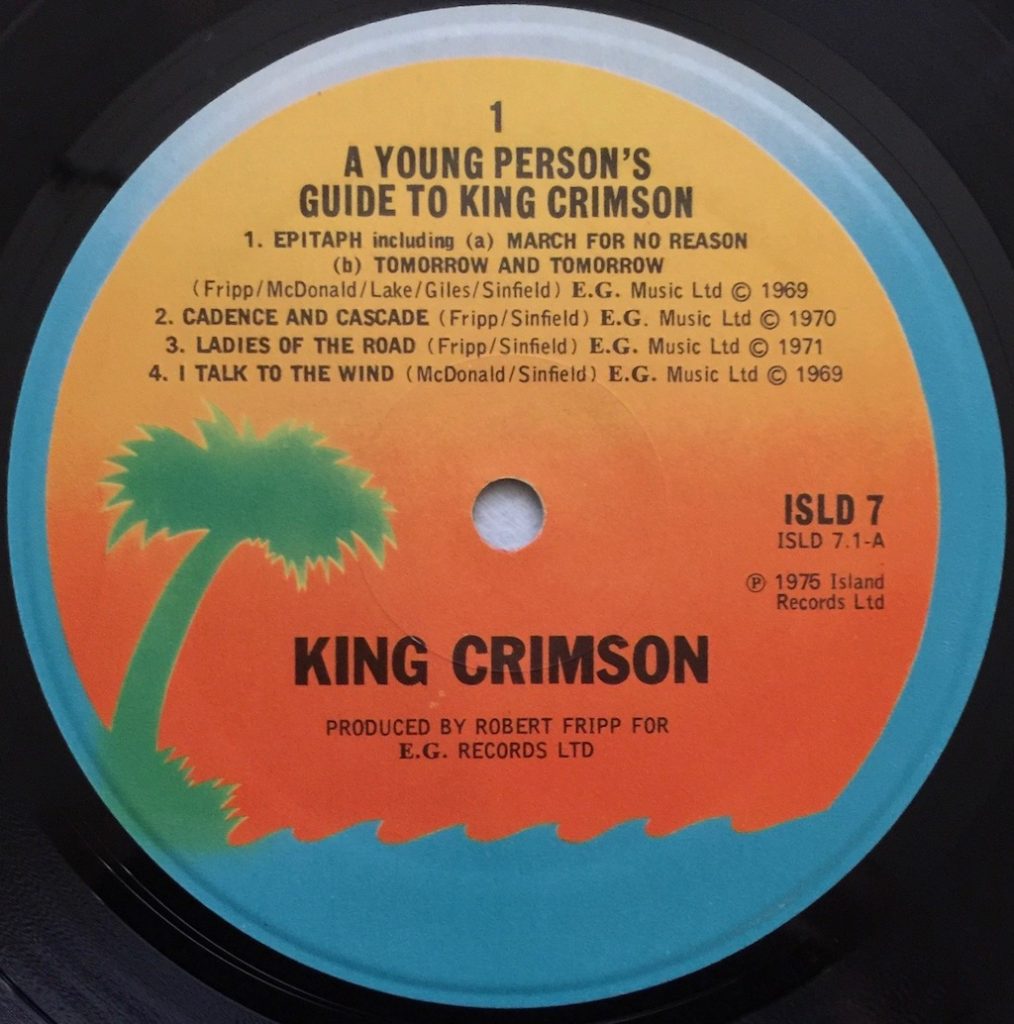 1
A YOUNG PERSON'S
GUIDE TO KING CRIMSON
1. EPITAPH including (a) MARCH FOR NO REASON
(b) TOMORROW AND TOMORROW
(Fripp/McDonald/Lake/Giles/Sinfield) E.G. Music Ltd © 1969
2. CADENCE AND CASCADE (Fripp/Sinfield) E.G. Music Ltd © 1970
3. LADIES OF THE ROAD (Fripp/Sinfield) E.G. Music Ltd © 1971
4. I TALK TO THE WIND (McDonald/Sinfield) E.G. Music Ltd © 1969
ISLD 7
ISLD 7.1-A
℗ 1975 Island
Records Ltd
KING CRIMSON
PRODUCED BY ROBERT FRIPP FOR
E.G. RECORDS LTD